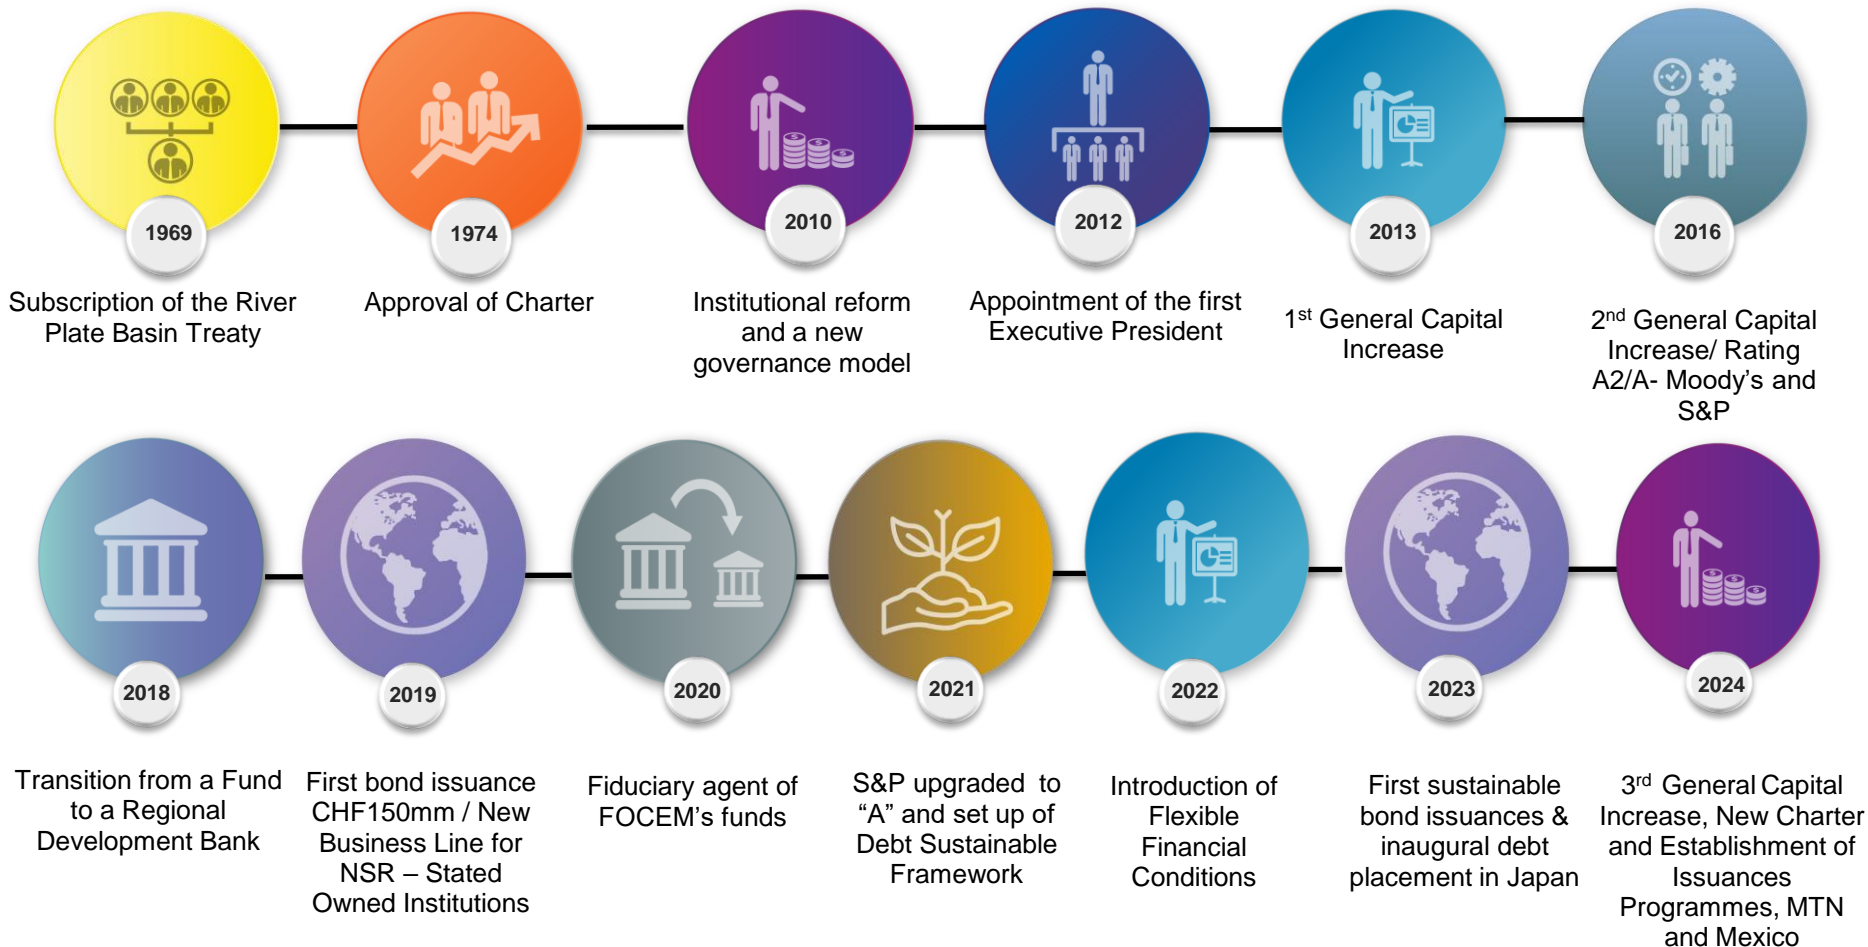 1969
Subscription of the River
Plate Basin Treaty
1974
Approval of Charter
2010
Institutional reform
and a new
governance model
2012
Appointment of the first
Executive President
2013
1st General Capital
Increase
2016
2nd General Capital
Increase/ Rating
A2/A- Moody’s and
S&P
2018
Transition from a Fund
to a Regional
Development Bank
2019
First bond issuance
CHF150mm / New
Business Line for
NSR – Stated
Owned Institutions
2020
Fiduciary agent of
FOCEM’s funds
2021
S&P upgraded to
“A” and set up of
Debt Sustainable
Framework
2022
Introduction of
Flexible
Financial
Conditions
2023
First sustainable
bond issuances &
inaugural debt
placement in Japan
2024
3rd General Capital
Increase, New Charter
and Establishment of
Issuances
Programmes, MTN
and Mexico